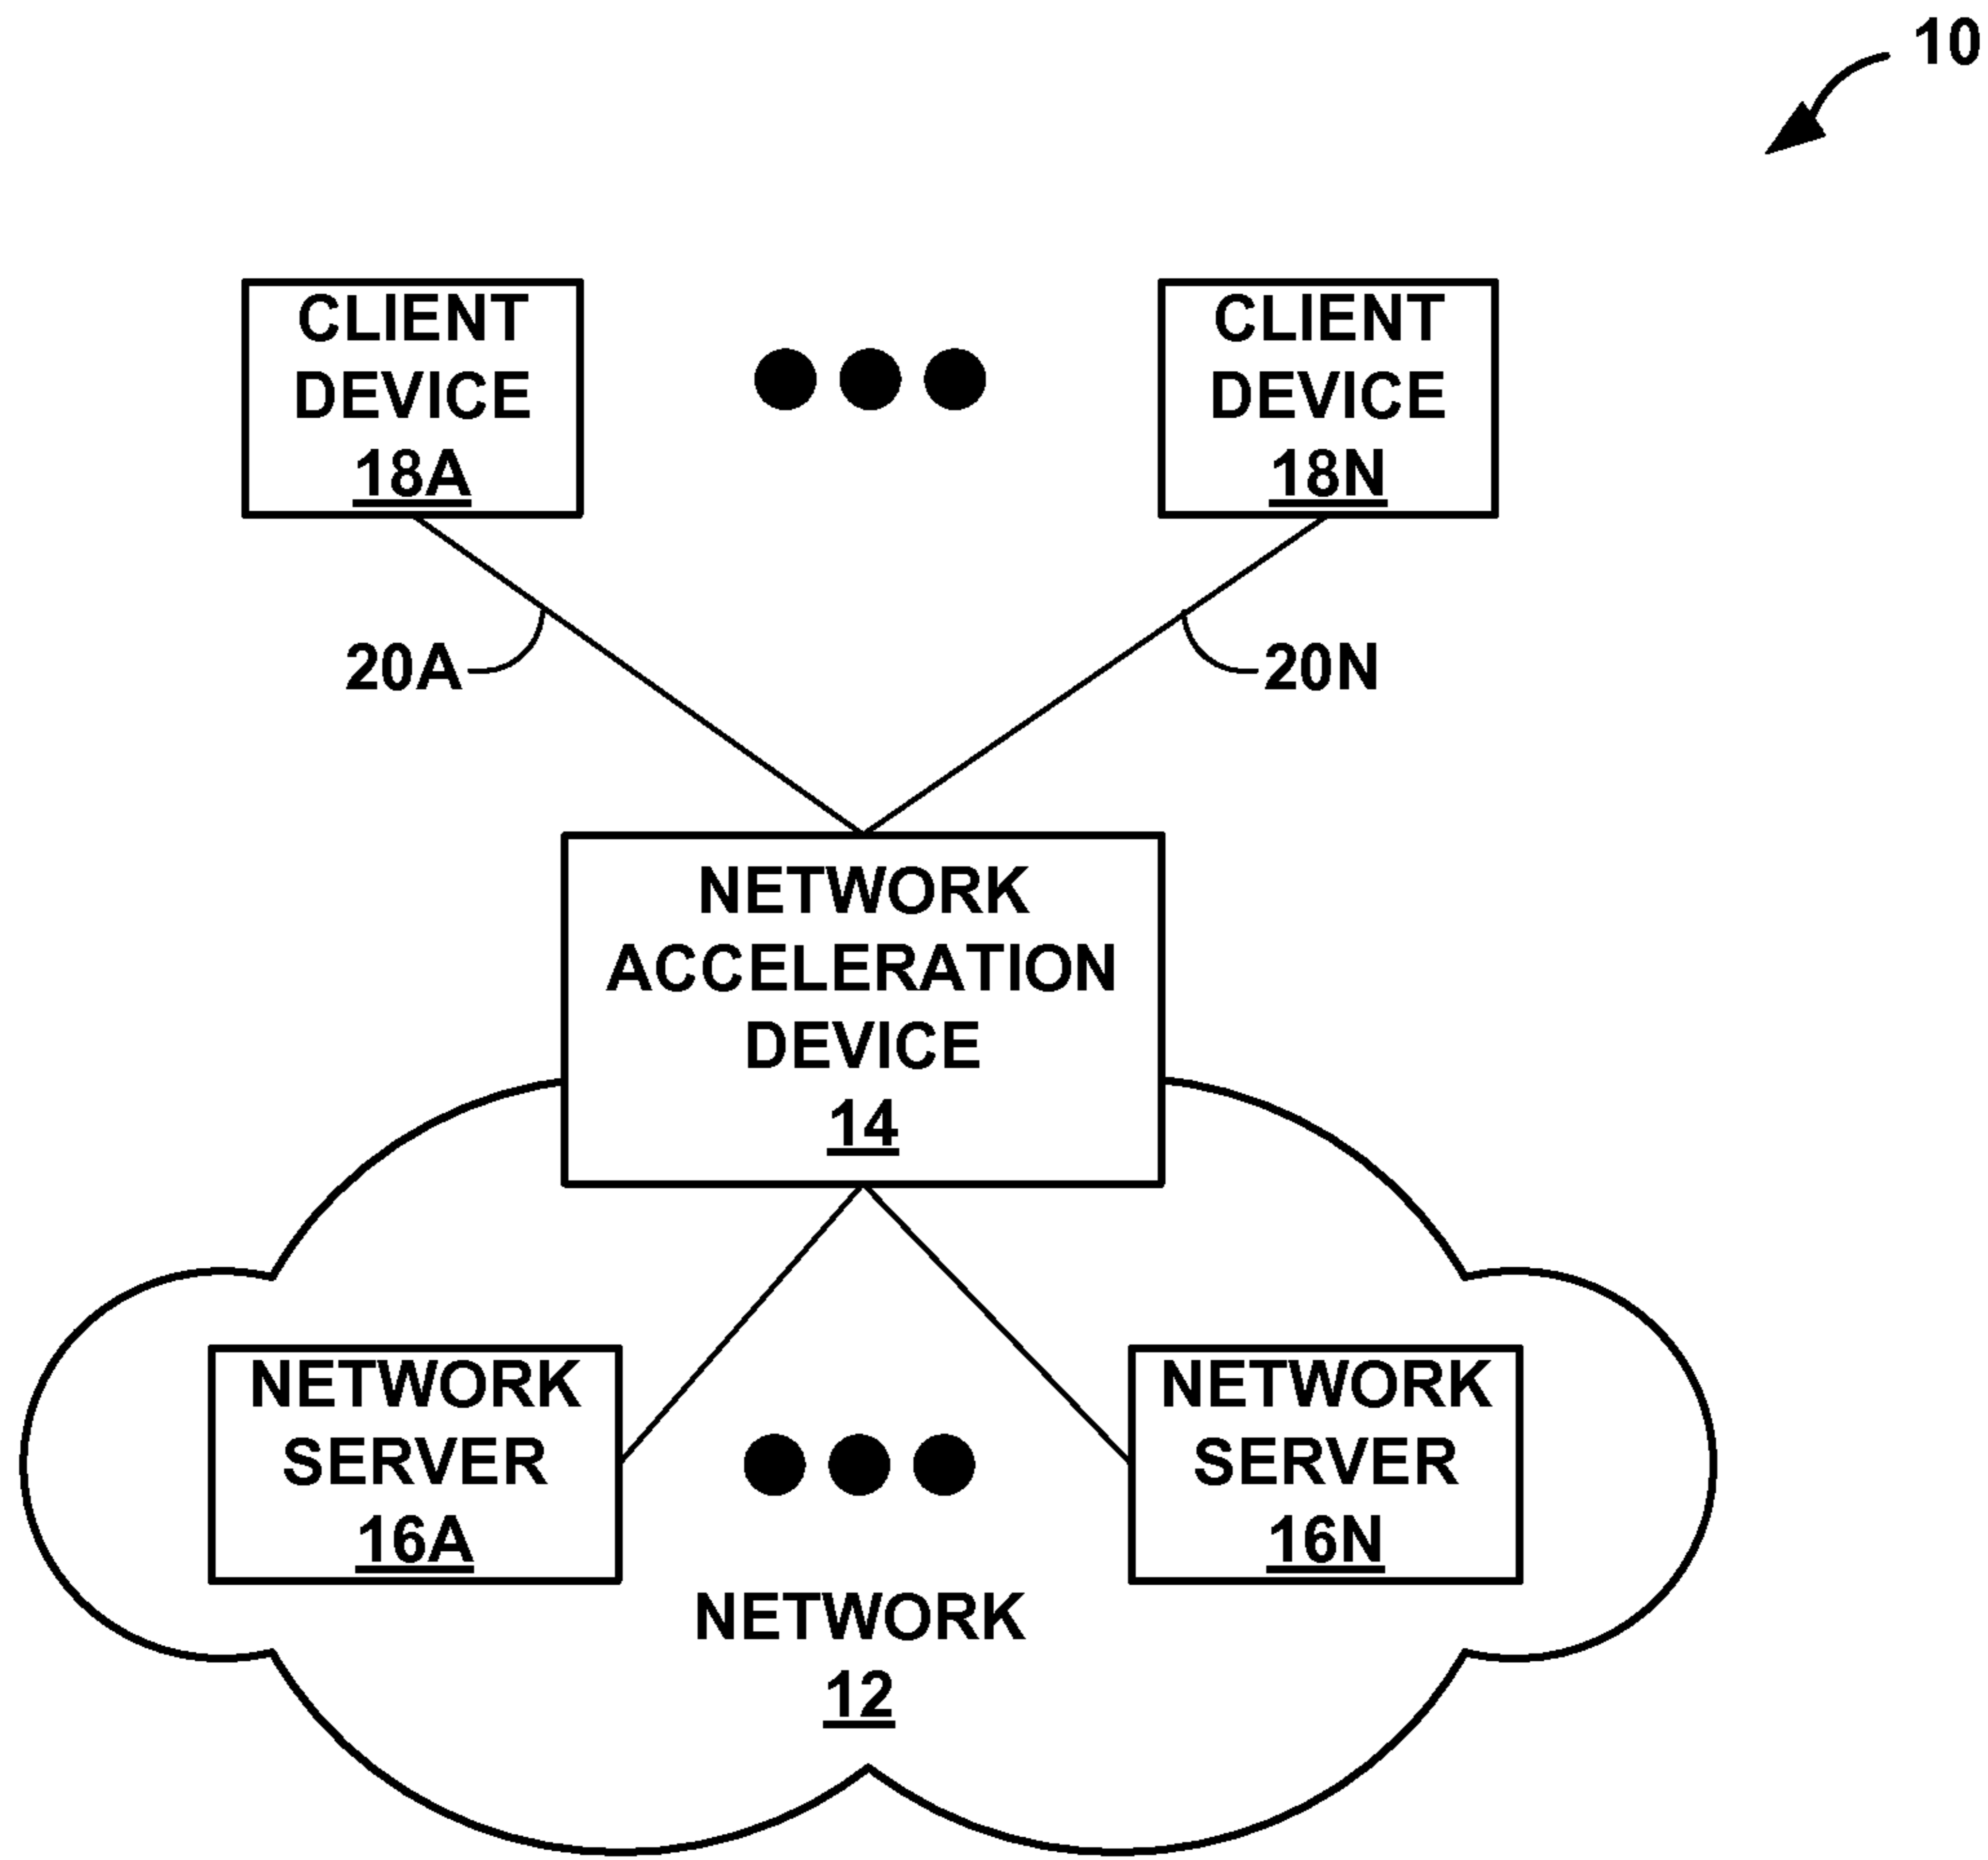 10
CLIENT
DEVICE
18A
CLIENT
DEVICE
18N
20A
20N
NETWORK
ACCELERATION
DEVICE
14
NETWORK
SERVER
16A
NETWORK
SERVER
16N
NETWORK
12